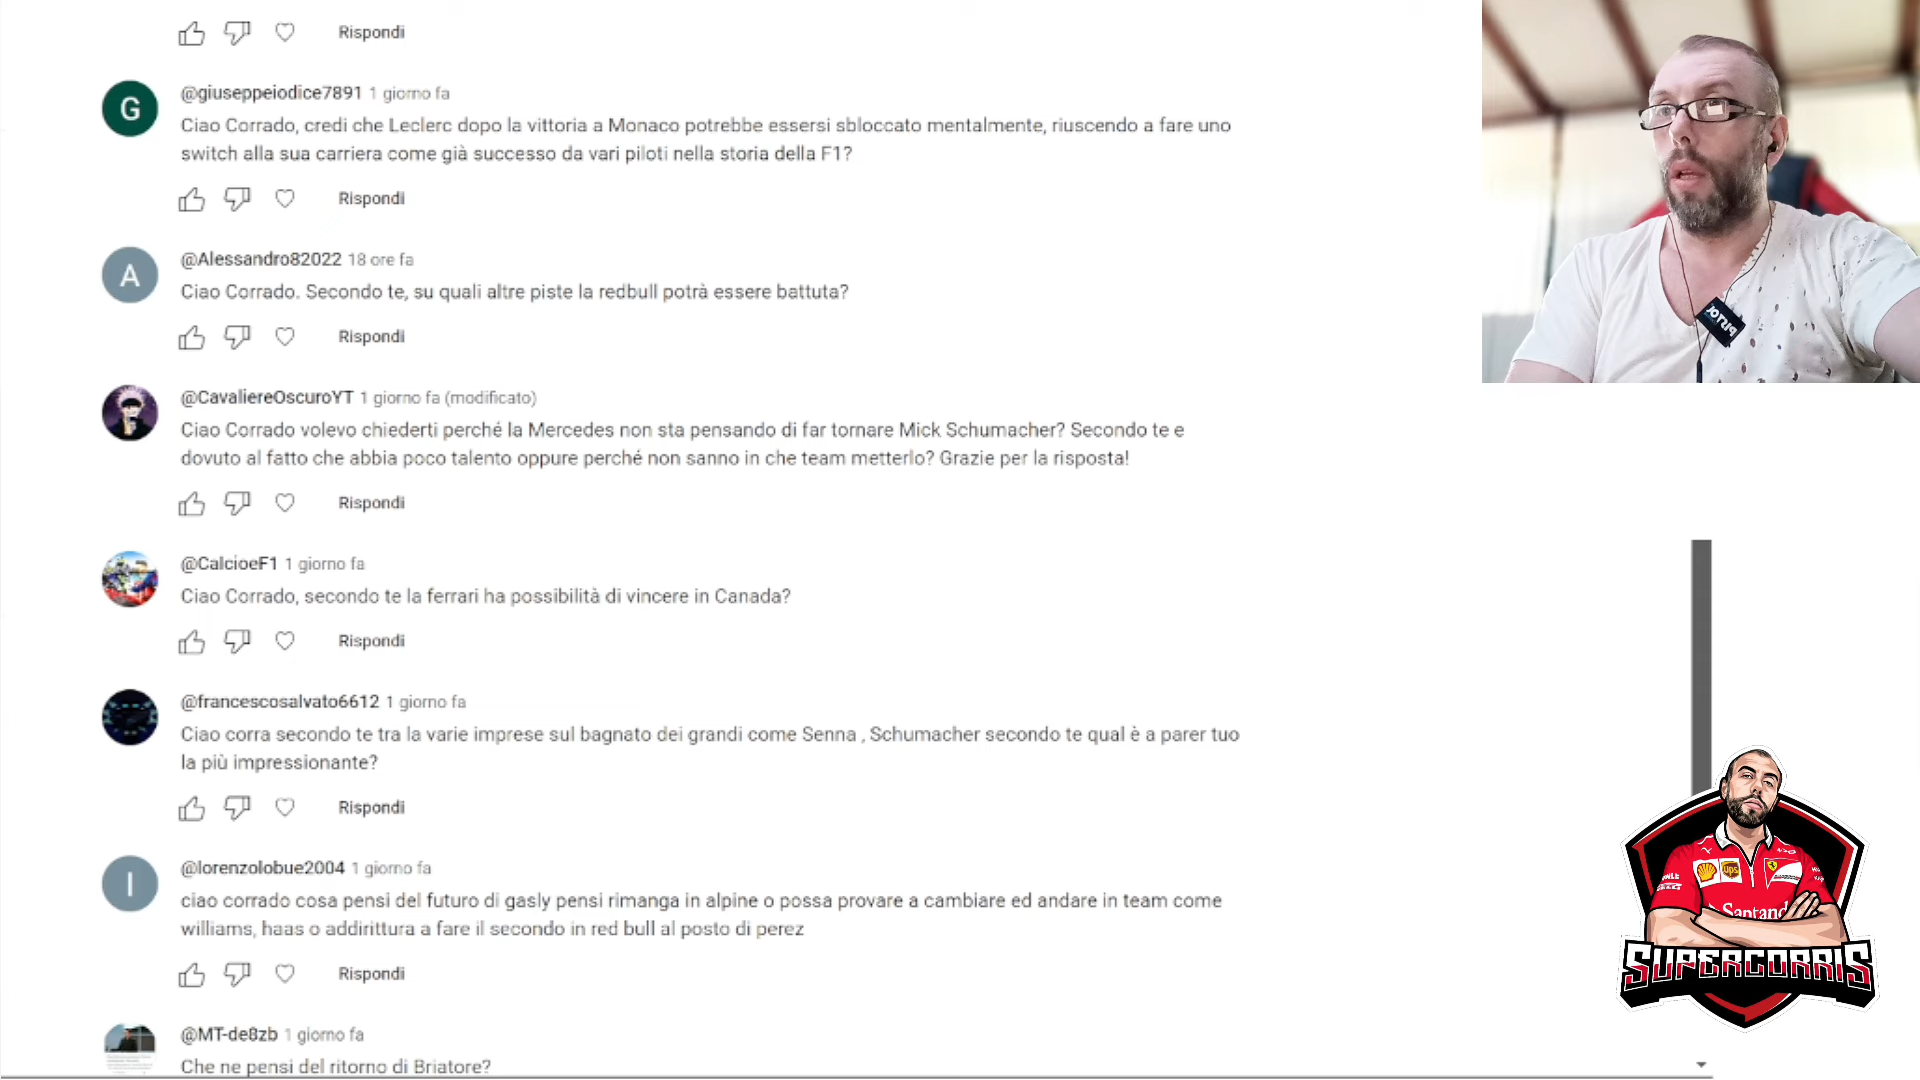 Rispondi
G
@giuseppeiodice7891 1 giorno fa
Ciao Corrado, credi che Leclerc dopo la vittoria a Monaco potrebbe essersi sbloccato mentalmente, riuscendo a fare uno
switch alla sua carriera come già successo da vari piloti nella storia della F1?
Rispondi
A
@Alessandro82022 18 ore fa
Ciao Corrado. Secondo te, su quali altre piste la redbull potrà essere battuta?
Rispondi
@CavaliereOscuroYT 1 giorno fa (modificato)
Ciao Corrado volevo chiederti perché la Mercedes non sta pensando di far tornare Mick Schumacher? Secondo te e
dovuto al fatto che abbia poco talento oppure perché non sanno in che team metterlo? Grazie per la risposta!
Rispondi
@CalcioeF1 1 giorno fa
Ciao Corrado, secondo te la ferrari ha possibilità di vincere in Canada?
Rispondi
@francescosalvato6612 1 giorno fa
Ciao corra secondo te tra la varie imprese sul bagnato dei grandi come Senna , Schumacher secondo te qual è a parer tuo
la più impressionante?
Rispondi
l
@lorenzolobue2004 1 giorno fa
ciao corrado cosa pensi del futuro di gasly pensi rimanga in alpine o possa provare a cambiare ed andare in team come
williams, haas o addirittura a fare il secondo in red bull al posto di perez
Rispondi
@MT-de8zb 1 giorno fa
Che ne pensi del ritorno di Briatore?
ups
Santand
SUPERCORRIS